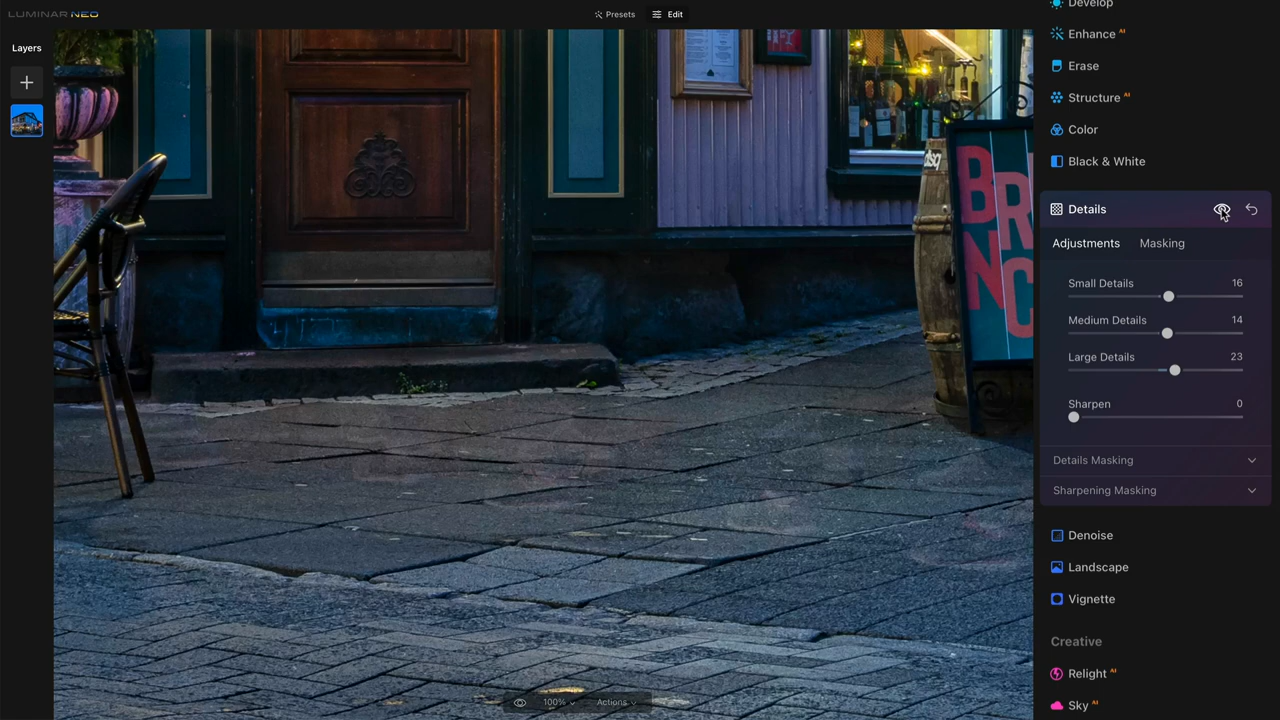 LUMINAR NEO
Presets
Edit
Layers
Develop
Enhance AI
Erase
Structure AI
Color
Black & White
Details
Adjustments
Masking
Small Details
16
Medium Details
14
Large Details
23
Sharpen
0
Details Masking
Sharpening Masking
Denoise
Landscape
Vignette
Creative
Relight AI
Sky AI
100%
Actions
B
BR
NC